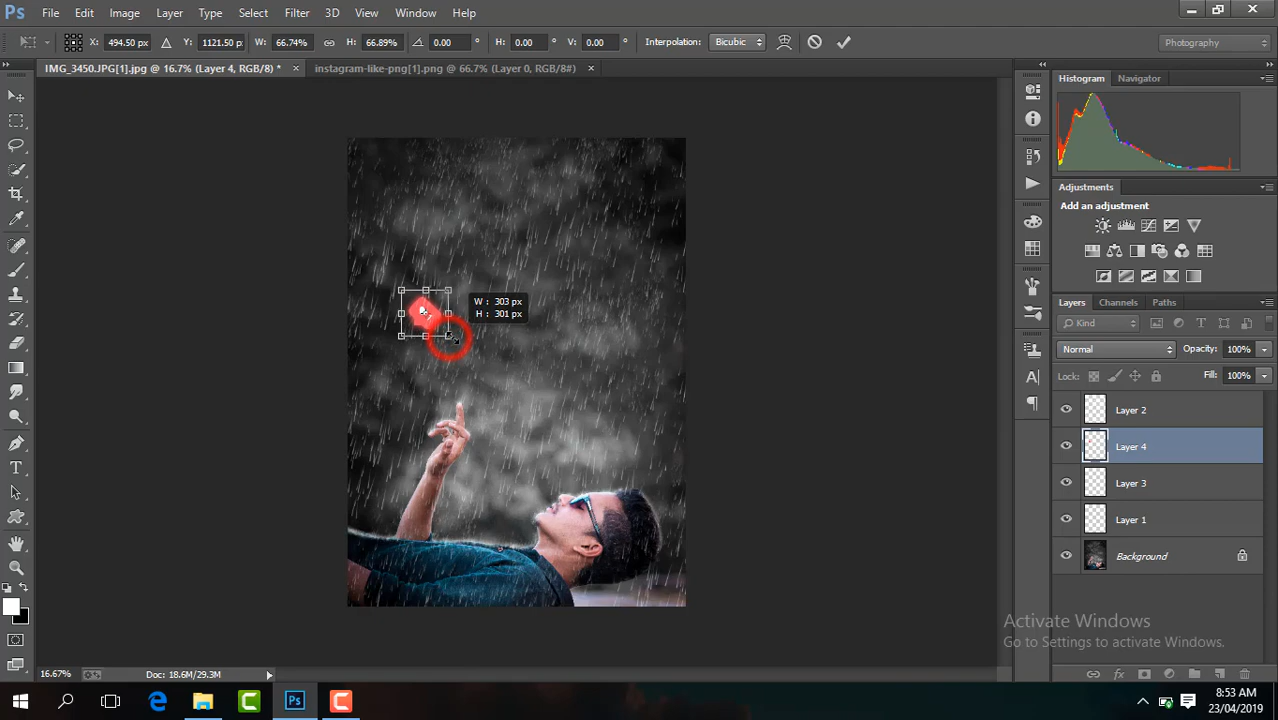 Ps File Edit Image Layer Type Select Filter 3D View Window Help
X: 494.50 px Y: 1121.50 px W: 66.74% H: 66.89% 0.00 ° H: 0.00 ° V: 0.00 ° Interpolation: Bicubic Photography
IMG_3450.JPG[1].jpg @ 16.7% (Layer 4, RGB/8) * × instagram-like-png[1].png @ 66.7% (Layer 0, RGB/8#) ×
Histogram Navigator
W : 303 px
H : 301 px
Adjustments
Add an adjustment
Layers Channels Paths
Kind
Normal Opacity: 100%
Lock: Fill: 100%
Layer 2
Layer 4
Layer 3
Layer 1
Background
Activate Windows
Go to Settings to activate Windows.
16.67% Doc: 18.6M/29.3M
8:53 AM
23/04/2019